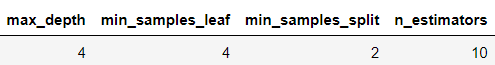 max_depth min_samples_leaf min_samples_split n_estimators
4 4 2 10